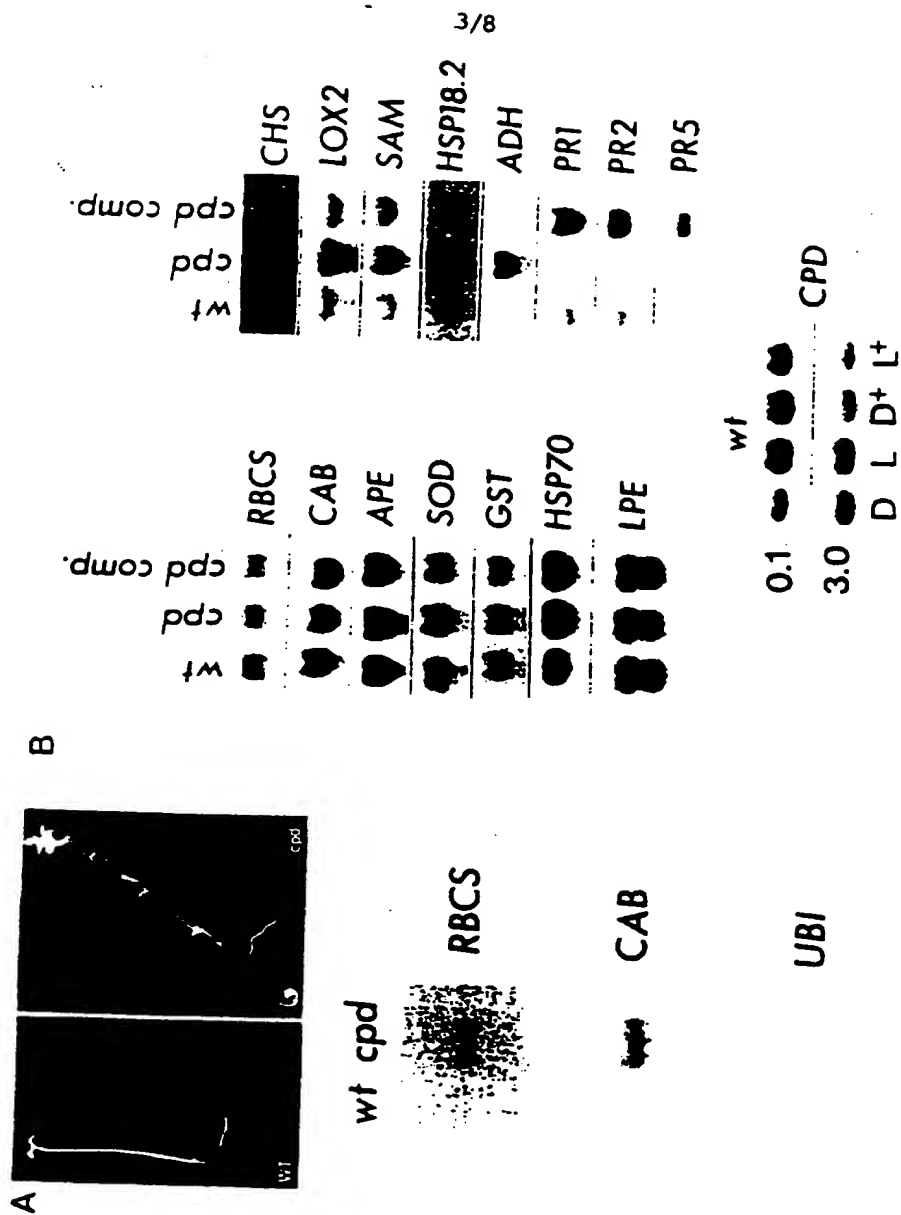 3/8
A
WT
cpd
wt cpd
RBCS
CAB
UBI
B
wt cpd cpd comp.
RBCS
CAB
APE
SOD
GST
HSP70
LPE
wt cpd cpd comp.
CHS
LOX2
SAM
HSP18.2
ADH
PR1
PR2
PR5
wt
0.1
CPD
3.0
D L D+ L+